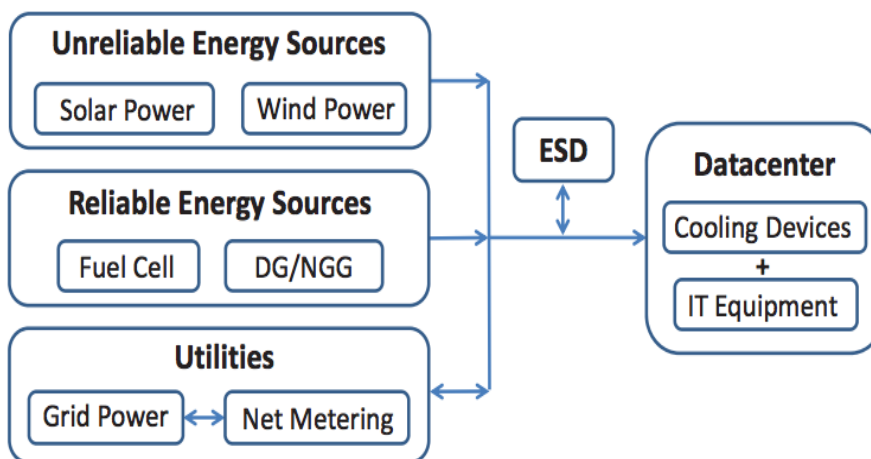 Unreliable Energy Sources
Solar Power
Wind Power
ESD
Datacenter
Reliable Energy Sources
Cooling Devices
Fuel Cell
DG/NGG
+
IT Equipment
Utilities
Grid Power
Net Metering